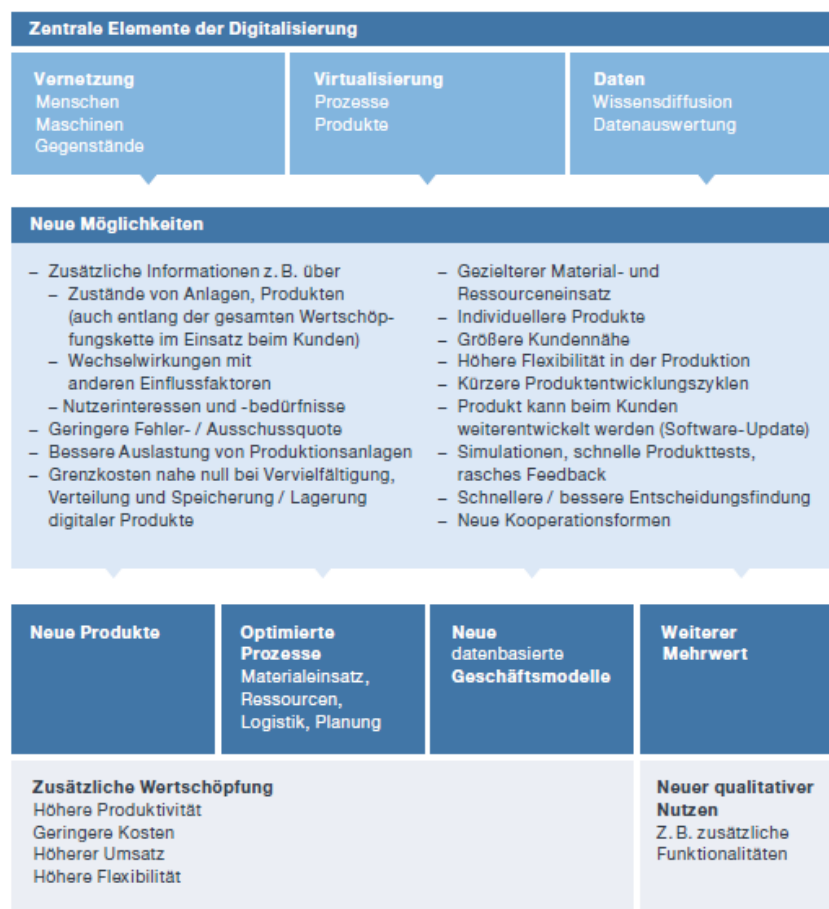 Zentrale Elemente der Digitalisierung
Vernetzung
Menschen
Maschinen
Gegenstände
Virtualisierung
Prozesse
Produkte
Daten
Wissensdiffusion
Datenauswertung
Neue Möglichkeiten
– Zusätzliche Informationen z. B. über
– Zustände von Anlagen, Produkten
(auch entlang der gesamten Wertschöp-
fungskette im Einsatz beim Kunden)
– Wechselwirkungen mit
anderen Einflussfaktoren
– Nutzerinteressen und -bedürfnisse
– Geringere Fehler- / Ausschussquote
– Bessere Auslastung von Produktionsanlagen
– Grenzkosten nahe null bei Vervielfältigung,
Verteilung und Speicherung / Lagerung
digitaler Produkte
– Gezielterer Material- und
Ressourceneinsatz
– Individuellere Produkte
– Größere Kundennähe
– Höhere Flexibilität in der Produktion
– Kürzere Produktentwicklungszyklen
– Produkt kann beim Kunden
weiterentwickelt werden (Software-Update)
– Simulationen, schnelle Produkttests,
rasches Feedback
– Schnellere / bessere Entscheidungsfindung
– Neue Kooperationsformen
Neue Produkte
Optimierte
Prozesse
Materialeinsatz,
Ressourcen,
Logistik, Planung
Neue
datenbasierte
Geschäftsmodelle
Weiterer
Mehrwert
Zusätzliche Wertschöpfung
Höhere Produktivität
Geringere Kosten
Höherer Umsatz
Höhere Flexibilität
Neuer qualitativer
Nutzen
Z. B. zusätzliche
Funktionalitäten